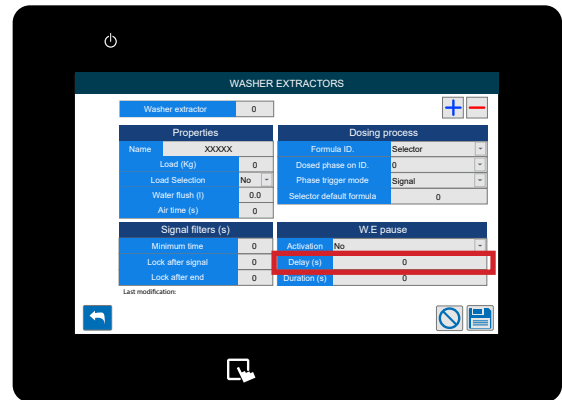 WASHER EXTRACTORS
Washer extractor 0
Properties
Name XXXXX
Load (Kg) 0
Load Selection No
Water flush (l) 0.0
Air time (s) 0
Dosing process
Formula ID. Selector
Dosed phase on ID. 0
Phase trigger mode Signal
Selector default formula 0
Signal filters (s)
Minimum time 0
Lock after signal 0
Lock after end 0
W.E pause
Activation No
Delay (s) 0
Duration (s) 0
Last modification: